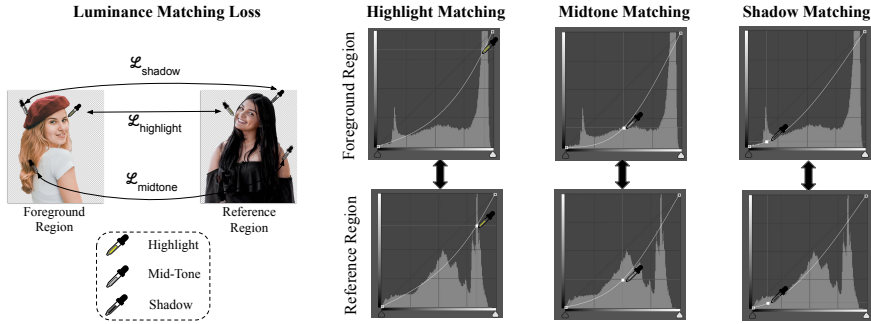 Luminance Matching Loss
Highlight Matching
Midtone Matching
Shadow Matching
ℒshadow
ℒhighlight
ℒmidtone
Foreground
Region
Reference
Region
Highlight
Mid-Tone
Shadow
Foreground Region
Reference Region